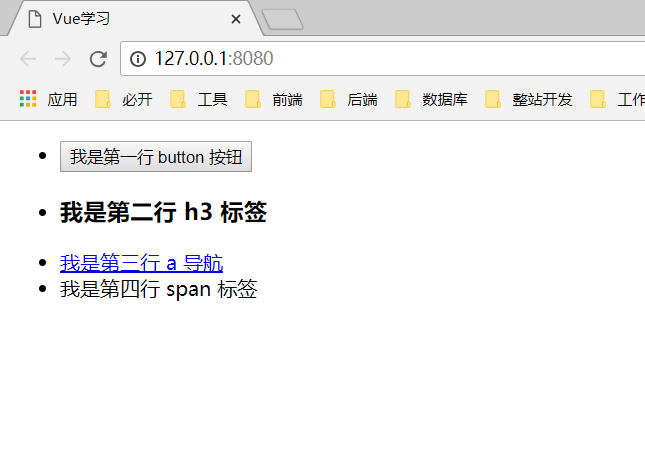 Vue学习
127.0.0.1:8080
应用 必开 工具 前端 后端 数据库 整站开发 工作
我是第一行 button 按钮
我是第二行 h3 标签
我是第三行 a 导航
我是第四行 span 标签